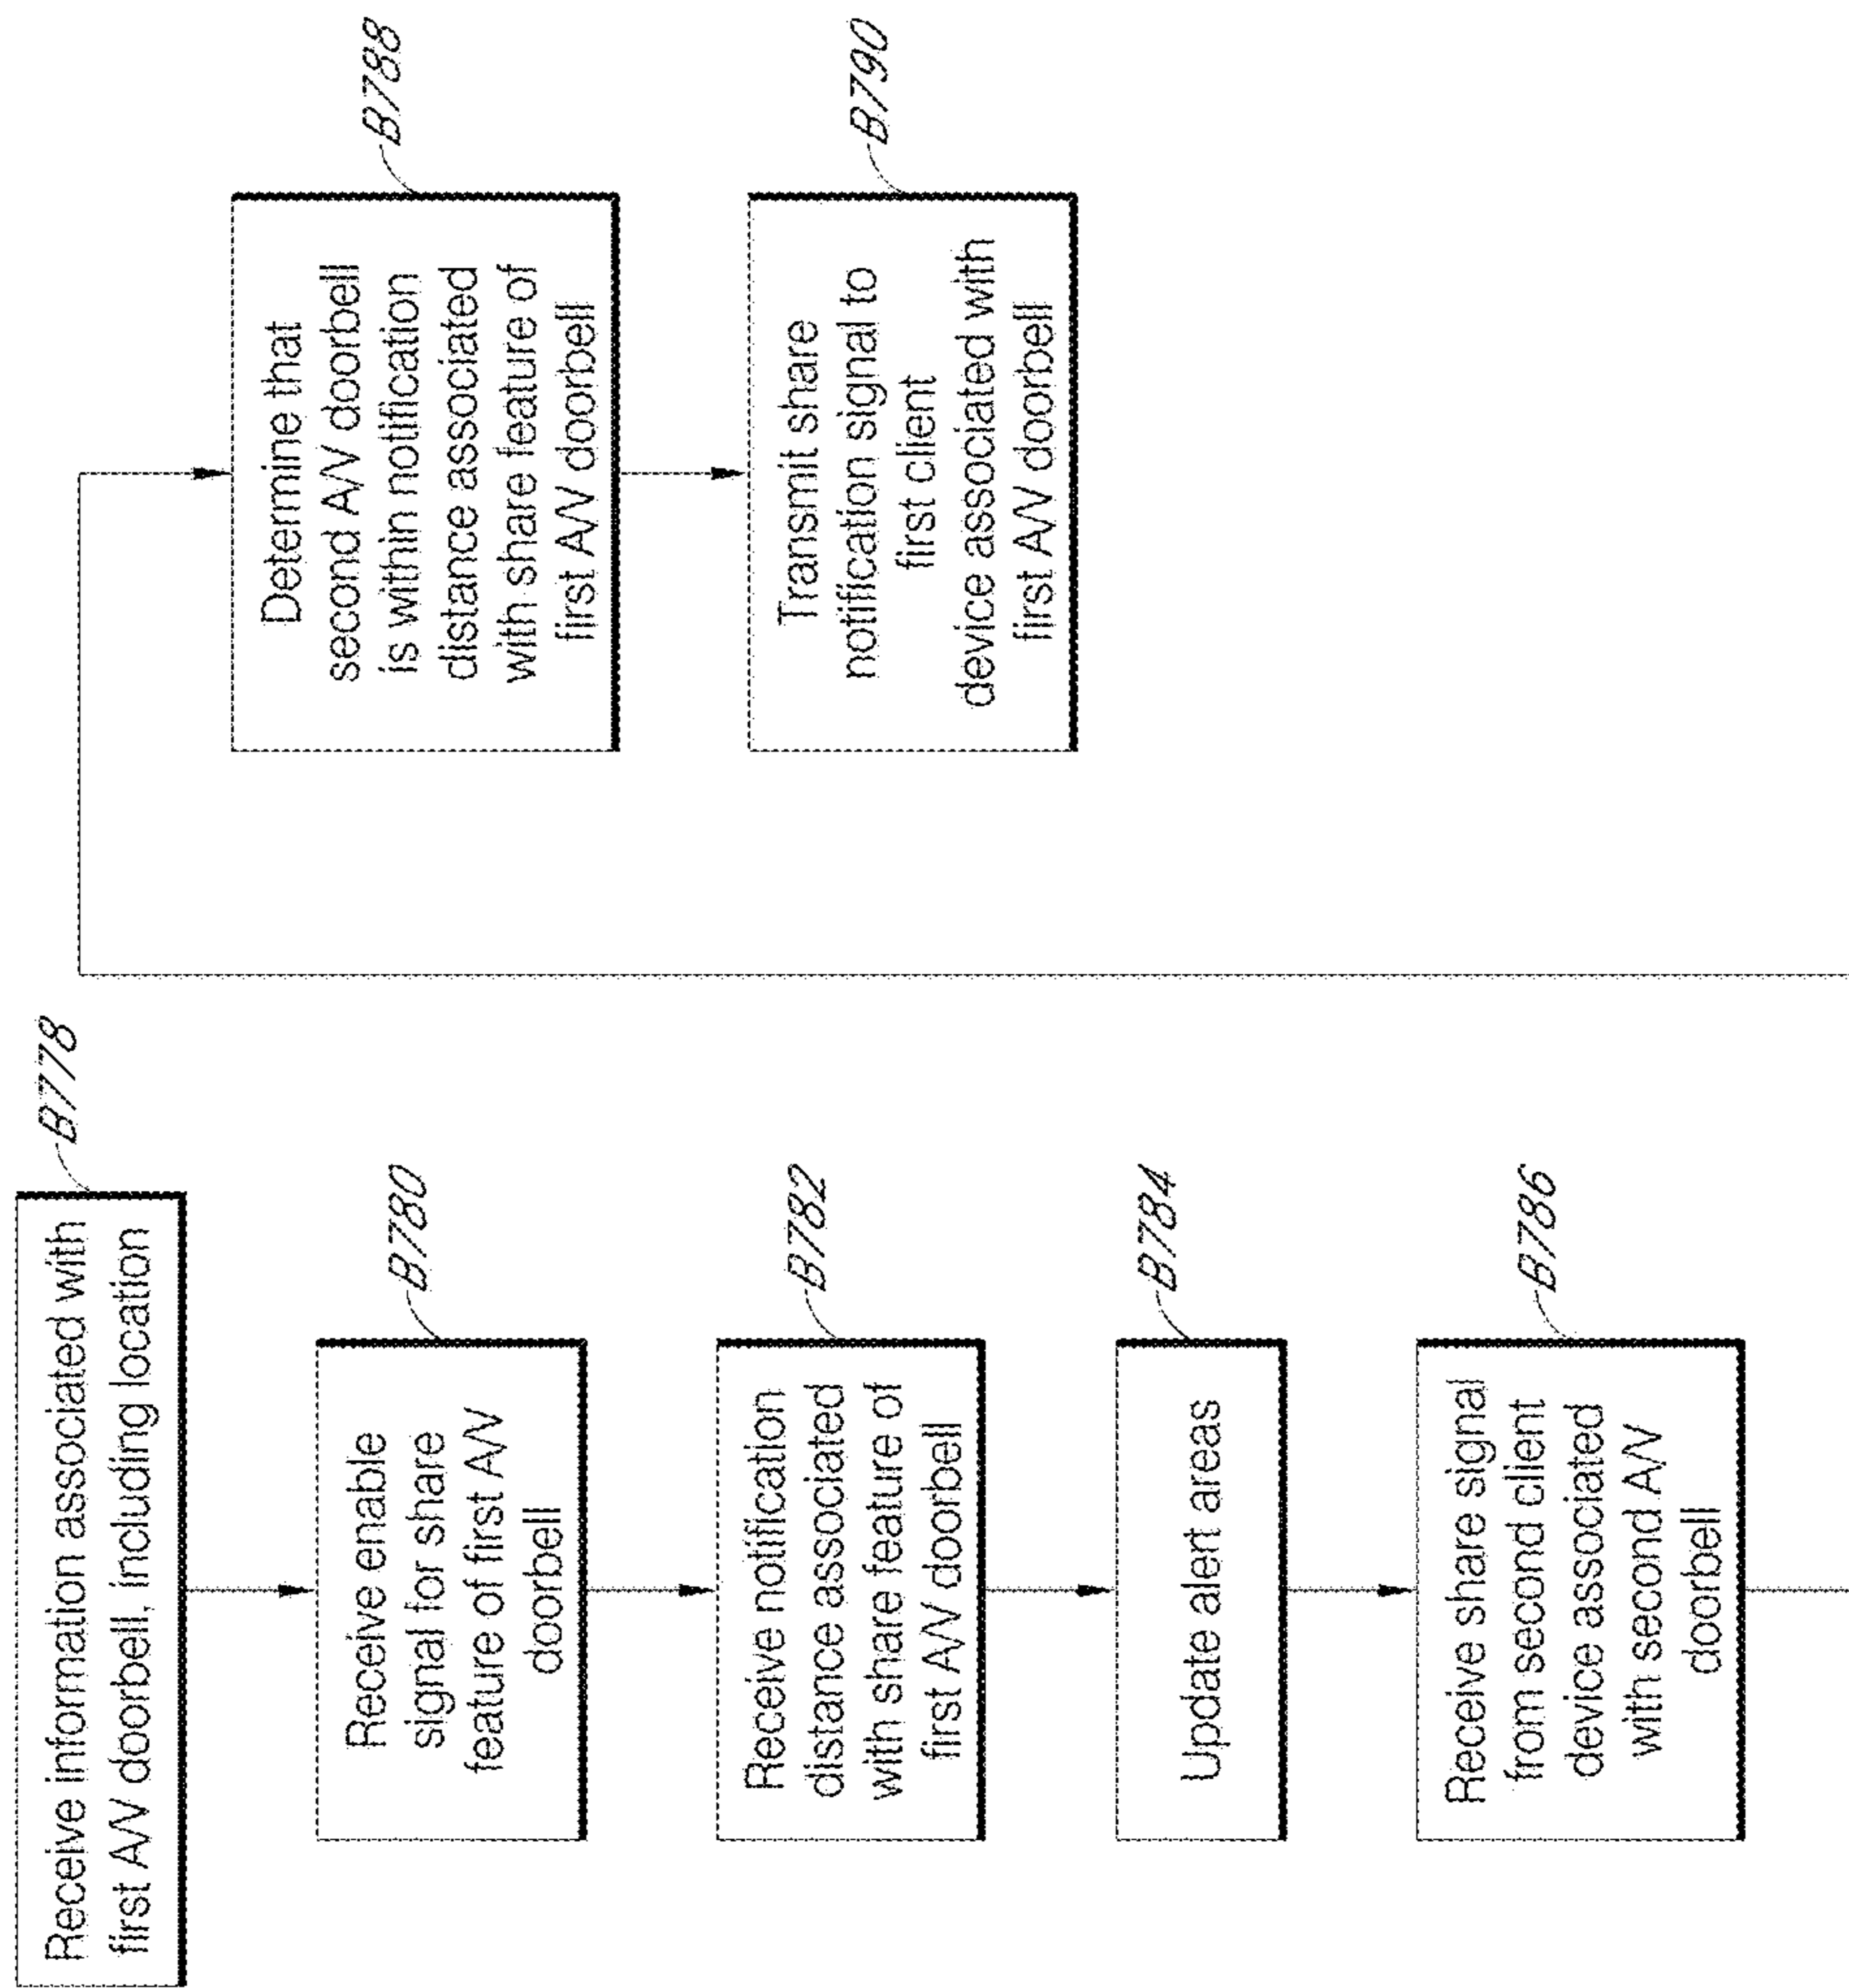 Receive information associated with
first A/V doorbell, including location
B778
Receive enable
signal for share
feature of first A/V
doorbell
B780
Receive notification
distance associated
with share feature of
first A/V doorbell
B782
Update alert areas
B784
Receive share signal
from second client
device associated
with second A/V
doorbell
B786
Determine that
second A/V doorbell
is within notification
distance associated
with share feature of
first A/V doorbell
B788
Transmit share
notification signal to
first client
device associated with
first A/V doorbell
B790